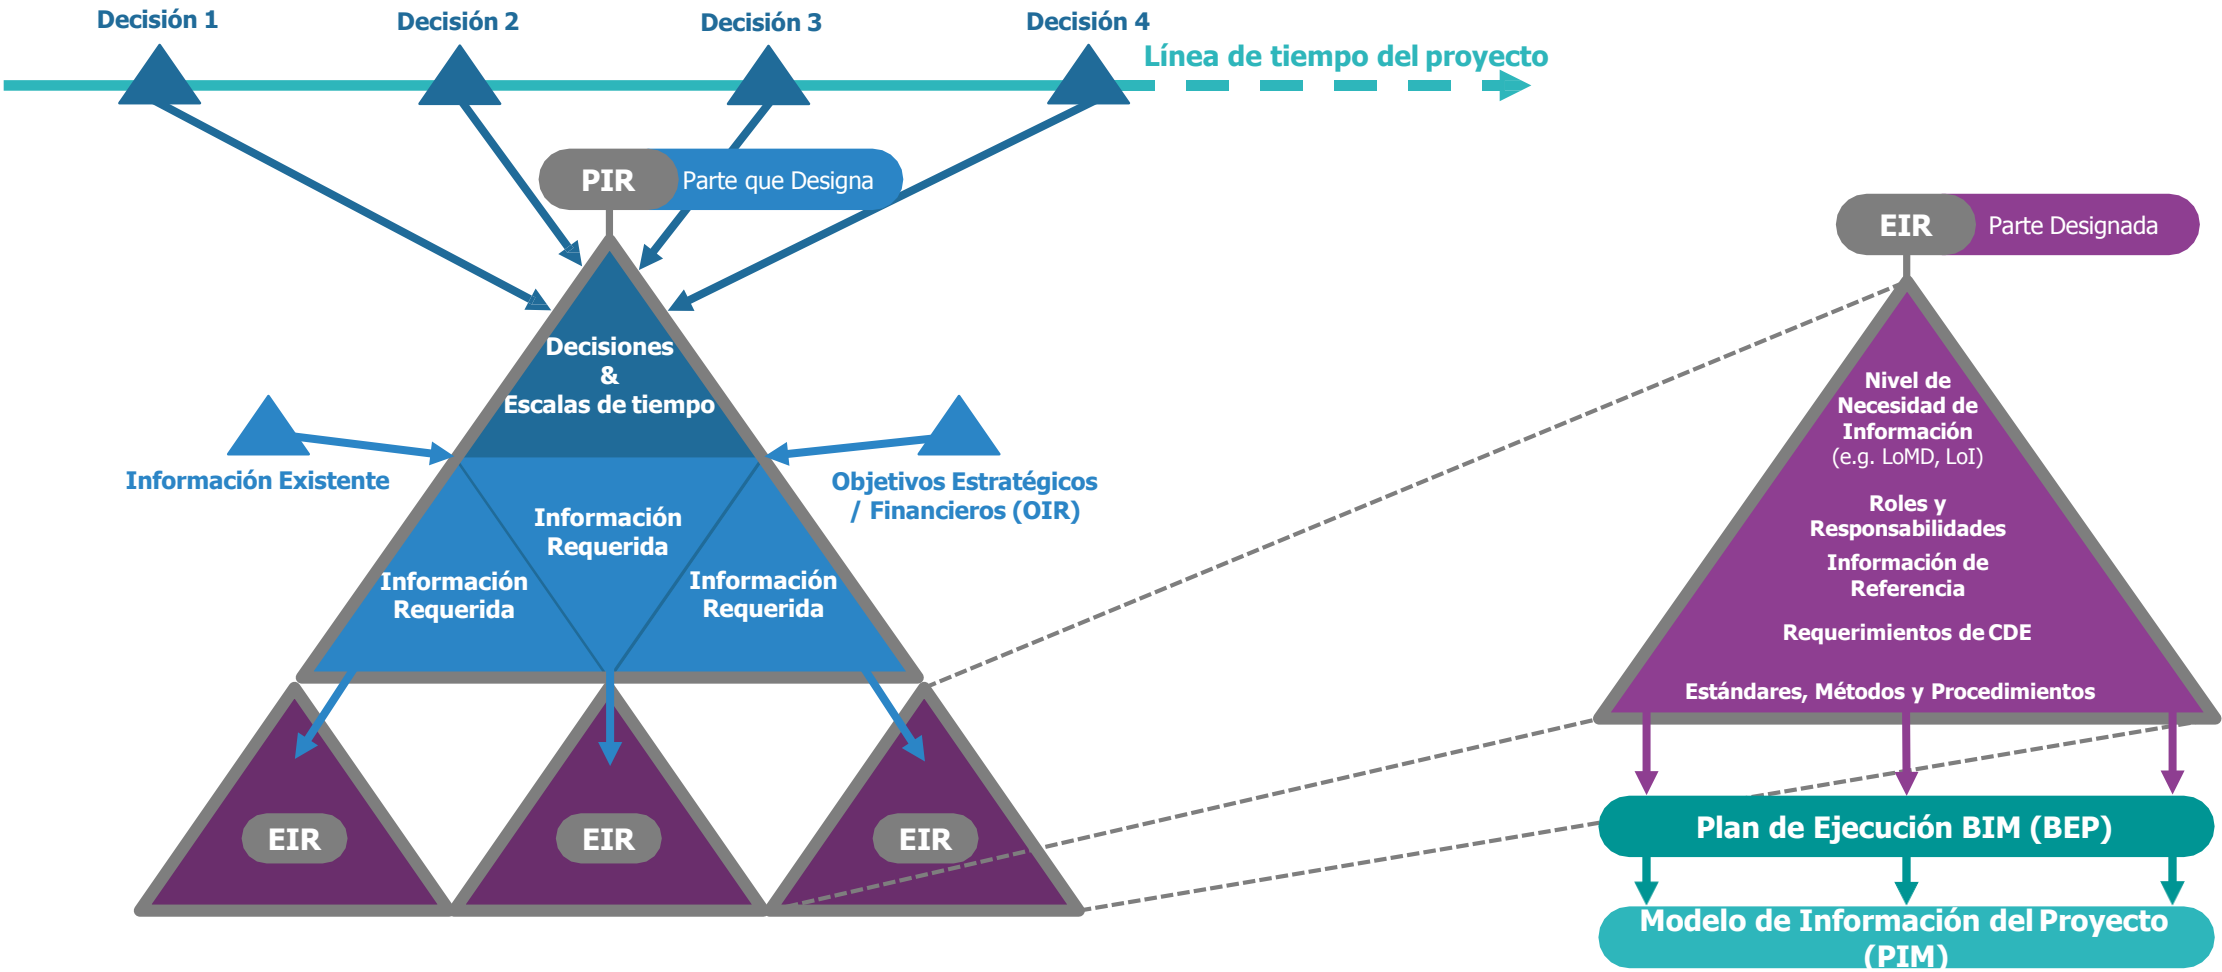 Decisión 1
Decisión 2
Decisión 3
Decisión 4
Línea de tiempo del proyecto
PIR
Parte que Designa
Decisiones
&
Escalas de tiempo
Información Existente
Objetivos Estratégicos
/ Financieros (OIR)
Información
Requerida
Información
Requerida
Información
Requerida
EIR
EIR
EIR
EIR
Parte Designada
Nivel de
Necesidad de
Información
(e.g. LoMD, LoI)
Roles y
Responsabilidades
Información de
Referencia
Requerimientos de CDE
Estándares, Métodos y Procedimientos
Plan de Ejecución BIM (BEP)
Modelo de Información del Proyecto
(PIM)